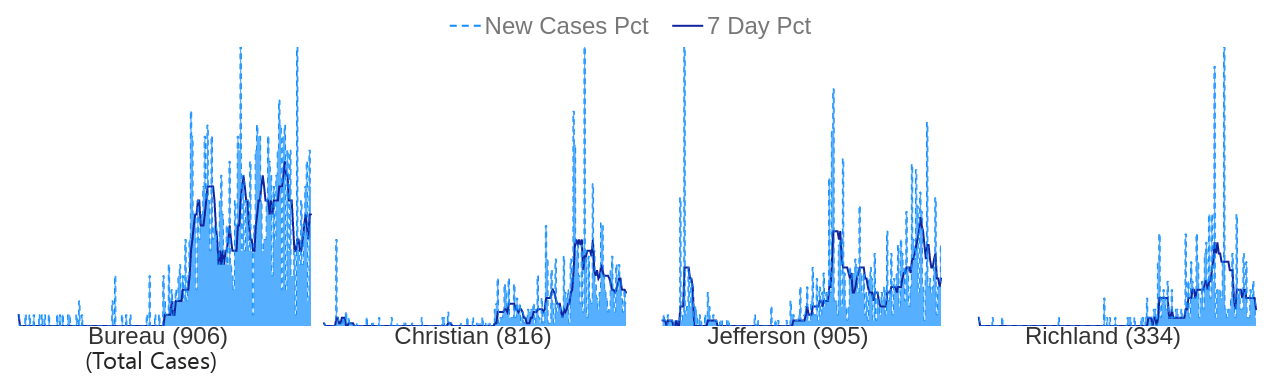 New Cases Pct 7 Day Pct
Bureau (906) Christian (816) Jefferson (905) Richland (334)
(Total Cases)